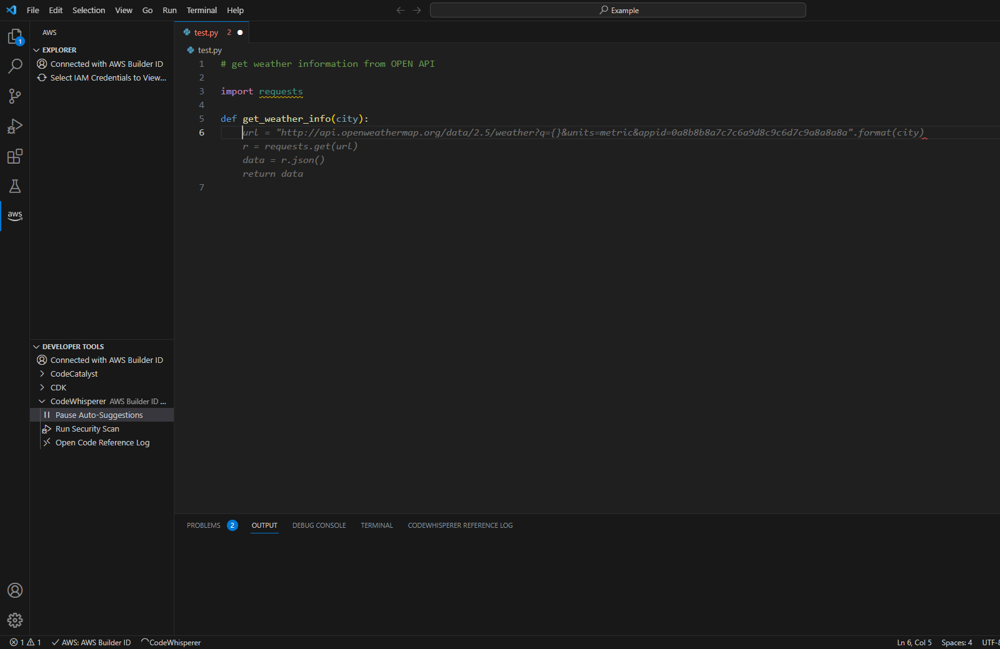 File Edit Selection View Go Run Terminal Help
Example
1
aws
AWS
EXPLORER
Connected with AWS Builder ID
Select IAM Credentials to View...
DEVELOPER TOOLS
Connected with AWS Builder ID
CodeCatalyst
CDK
CodeWhisperer AWS Builder ID ...
Pause Auto-Suggestions
Run Security Scan
Open Code Reference Log
test.py 2
test.py
1 # get weather information from OPEN API
2
3 import requests
4
5 def get_weather_info(city):
6 url = "http://api.openweathermap.org/data/2.5/weather?q={}&units=metric&appid=0a8b8b8a7c7c6a9d8c9c6d7c9a8a8a8a".format(city)
r = requests.get(url)
data = r.json()
return data
7
PROBLEMS 2 OUTPUT DEBUG CONSOLE TERMINAL CODEWHISPERER REFERENCE LOG
1 1 AWS: AWS Builder ID CodeWhisperer Ln 6, Col 5 Spaces: 4 UTF-8